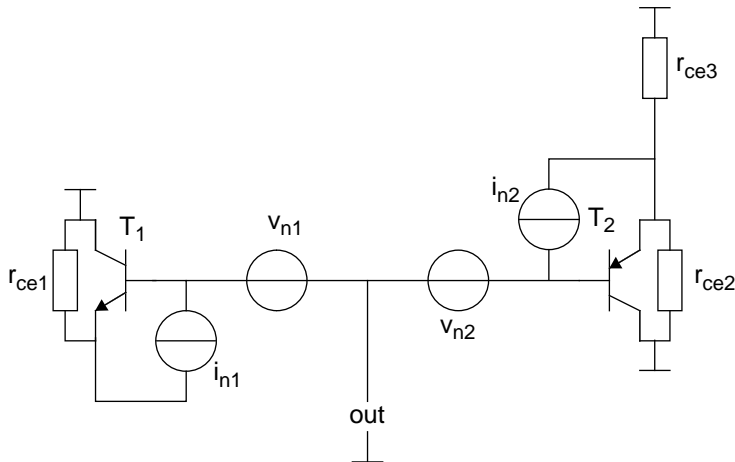 r_ce3
i_n2
T_2
T_1
v_n1
r_ce1
r_ce2
v_n2
i_n1
out